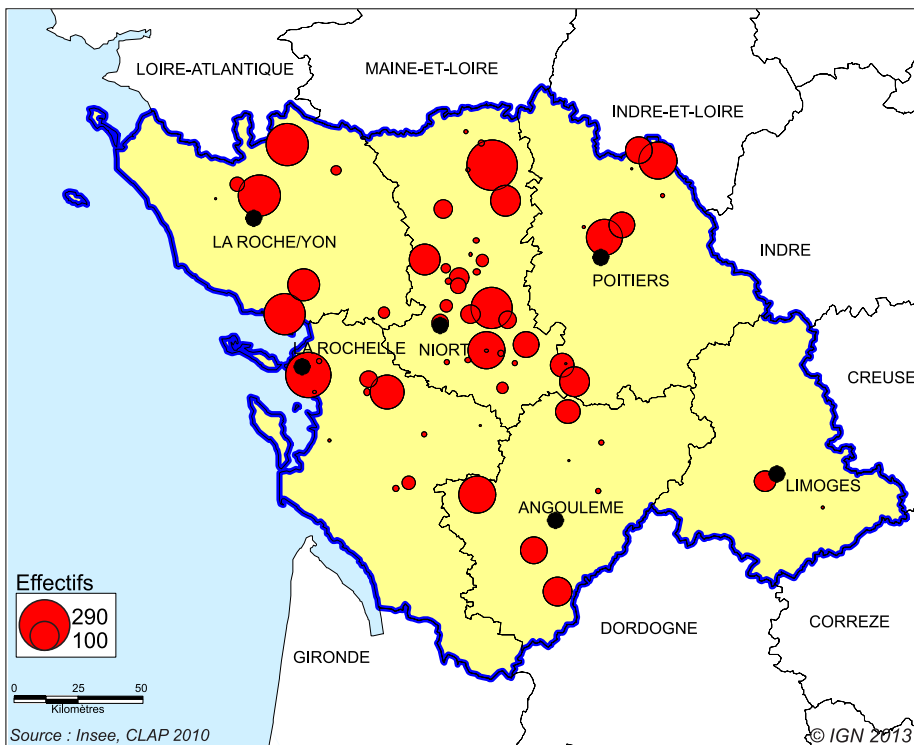 LOIRE-ATLANTIQUE
MAINE-ET-LOIRE
INDRE-ET-LOIRE
LA ROCHE/YON
INDRE
POITIERS
LA ROCHELLE
NIORT
CREUSE
LIMOGES
ANGOULEME
Effectifs
290
100
DORDOGNE
CORREZE
GIRONDE
0 25 50
Kilomètres
Source : Insee, CLAP 2010
© IGN 2013